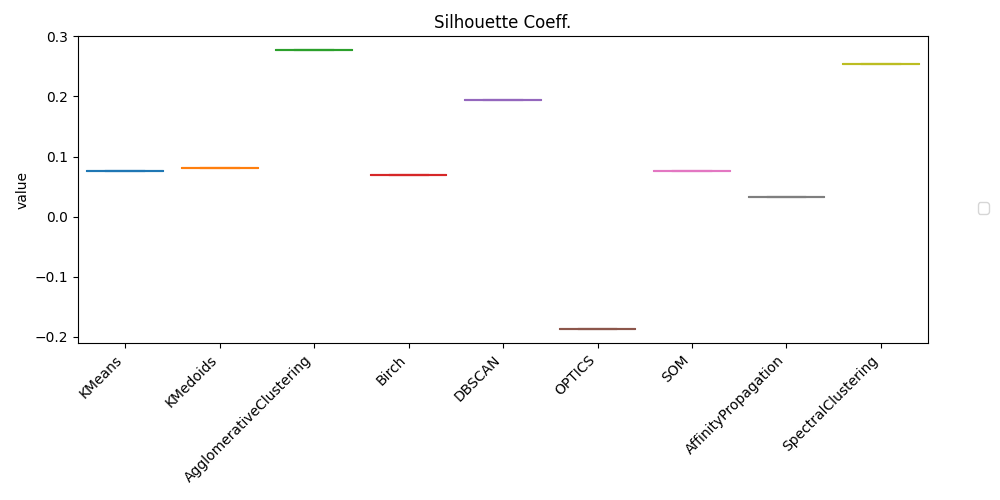 Silhouette Coeff.
value
0.3
0.2
0.1
0.0
−0.1
−0.2
KMeans
KMedoids
AgglomerativeClustering
Birch
DBSCAN
OPTICS
SOM
AffinityPropagation
SpectralClustering